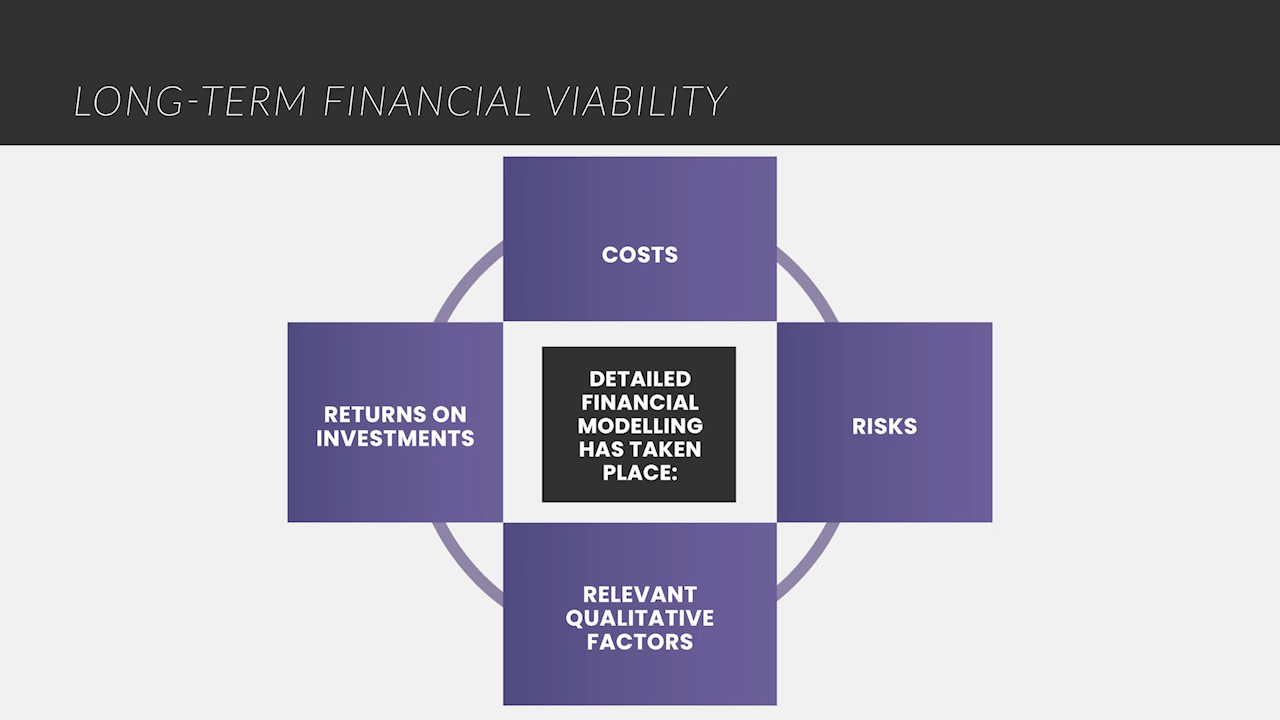 LONG-TERM FINANCIAL VIABILITY
COSTS
RETURNS ON
INVESTMENTS
DETAILED
FINANCIAL
MODELLING
HAS TAKEN
PLACE:
RISKS
RELEVANT
QUALITATIVE
FACTORS